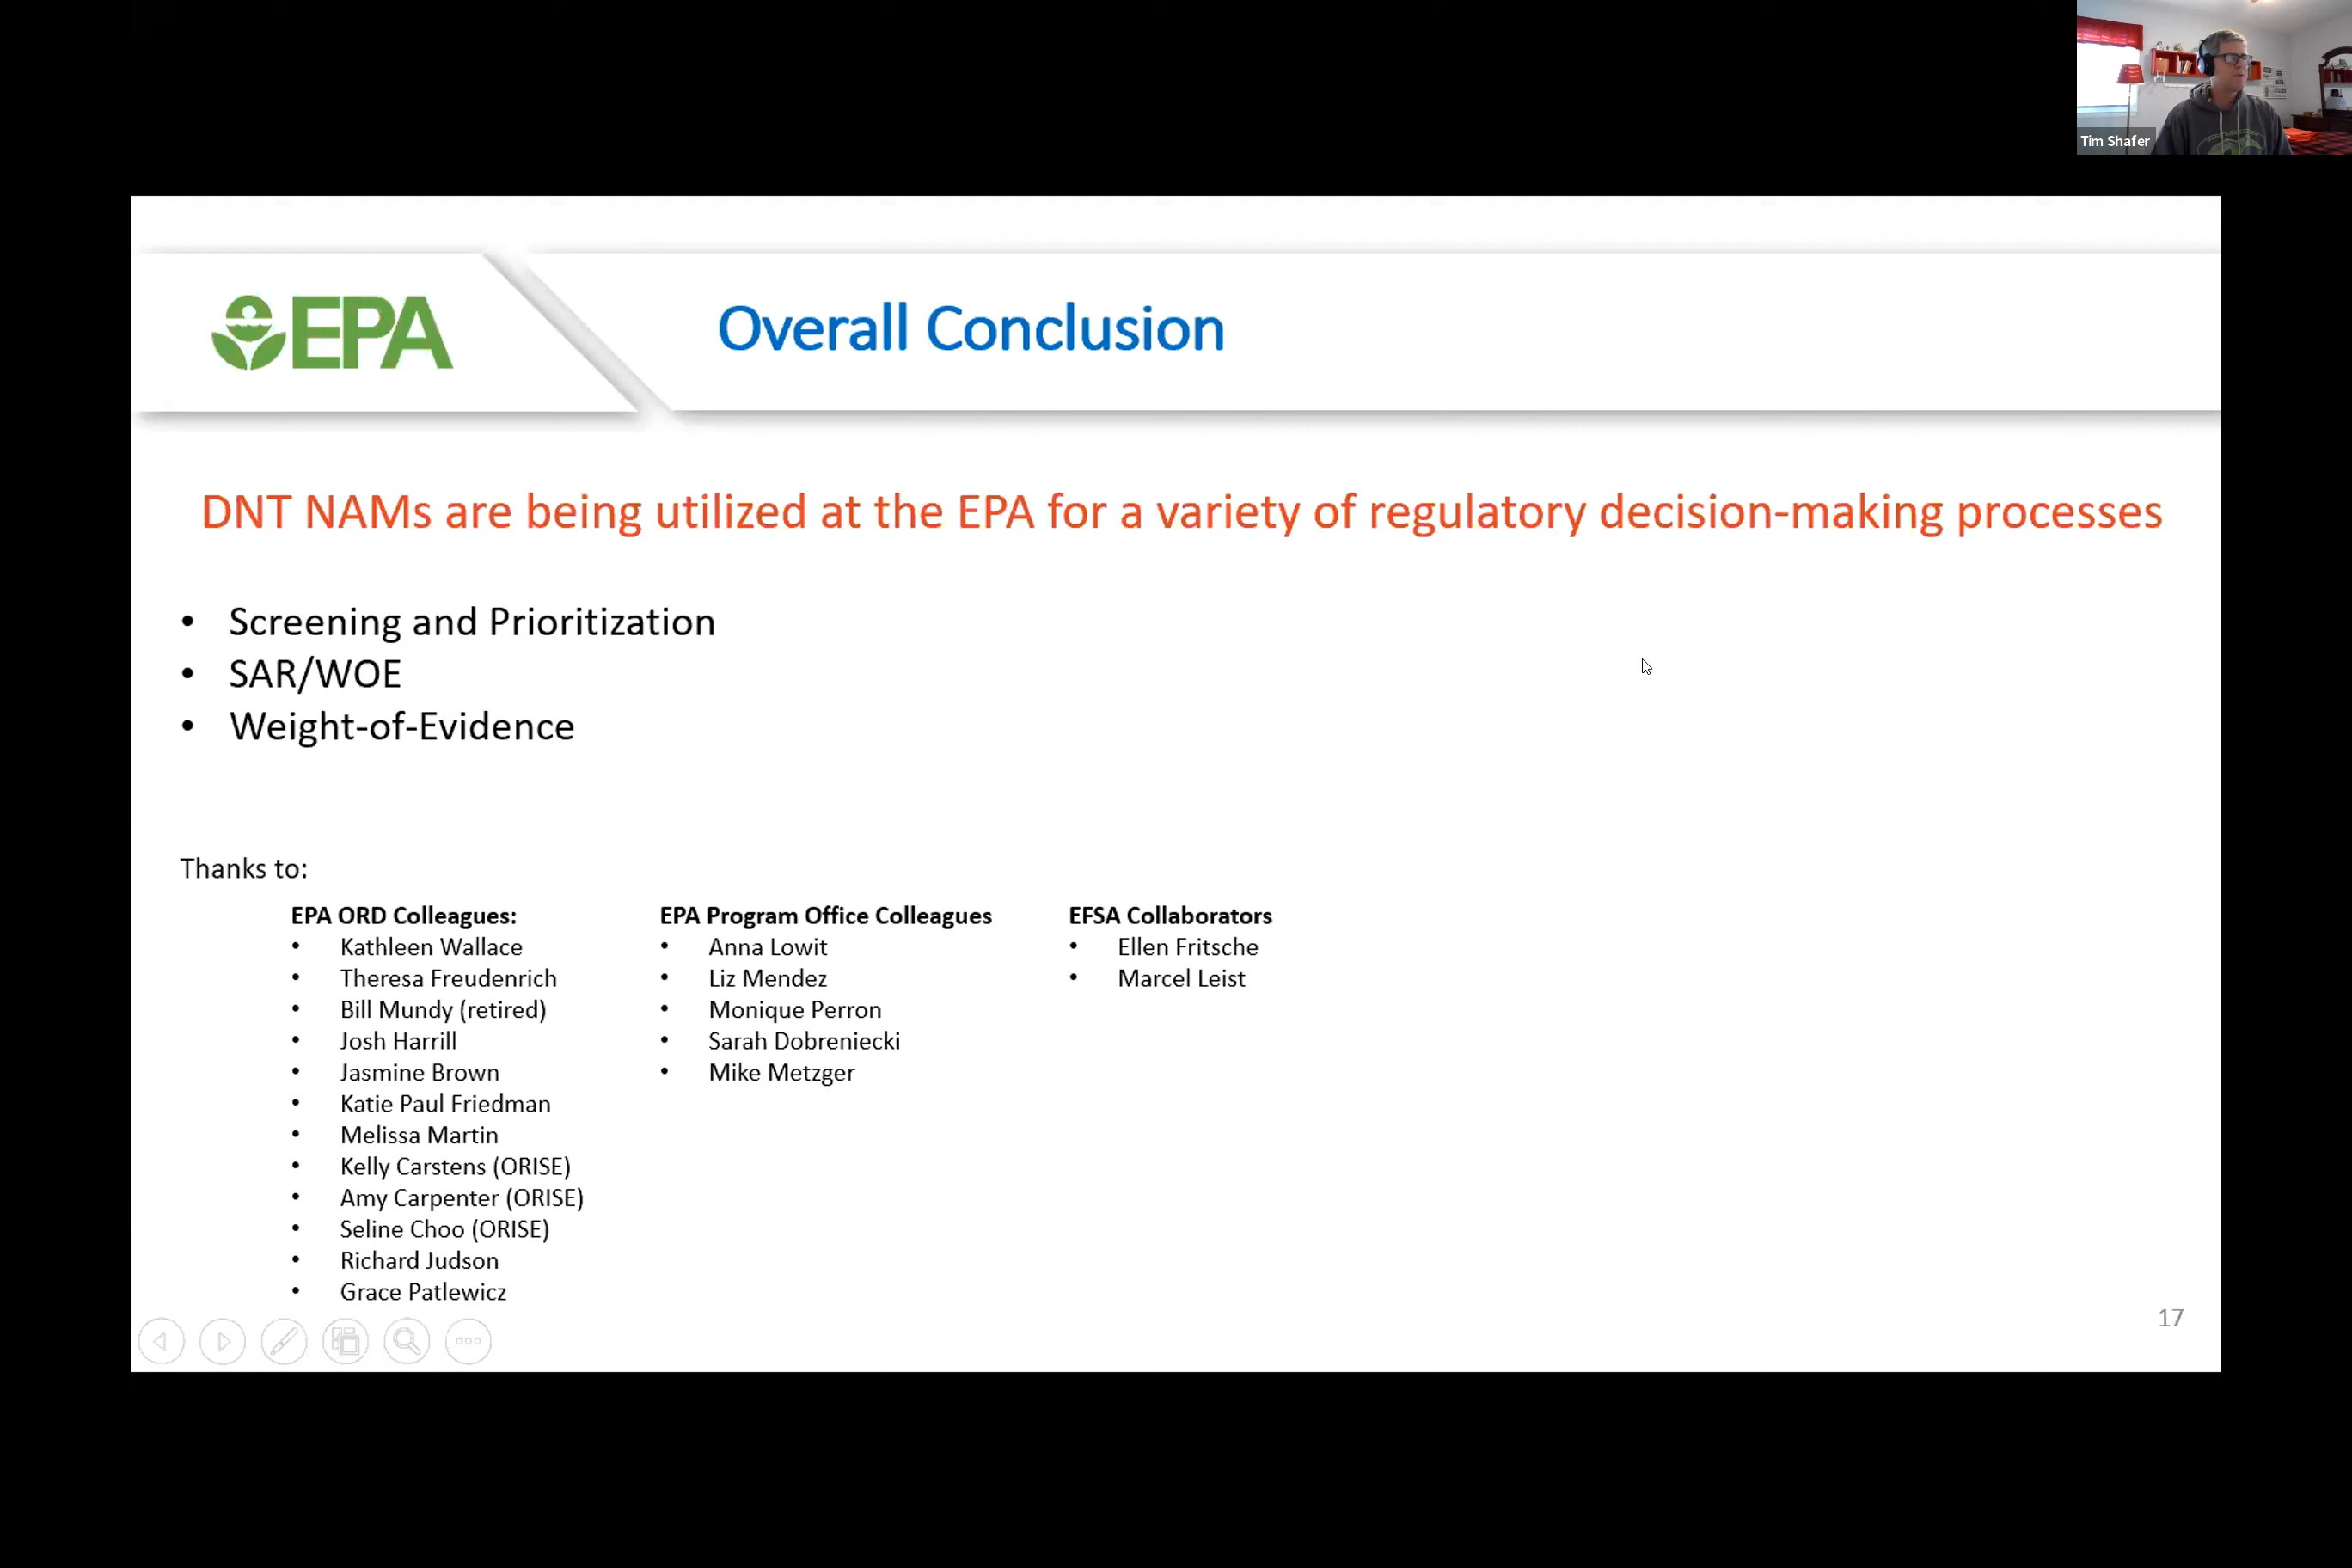 Tim Shafer
EPA
Overall Conclusion
DNT NAMs are being utilized at the EPA for a variety of regulatory decision-making processes
• Screening and Prioritization
• SAR/WOE
• Weight-of-Evidence
Thanks to:
EPA ORD Colleagues:
• Kathleen Wallace
• Theresa Freudenrich
• Bill Mundy (retired)
• Josh Harrill
• Jasmine Brown
• Katie Paul Friedman
• Melissa Martin
• Kelly Carstens (ORISE)
• Amy Carpenter (ORISE)
• Seline Choo (ORISE)
• Richard Judson
• Grace Patlewicz
EPA Program Office Colleagues
• Anna Lowit
• Liz Mendez
• Monique Perron
• Sarah Dobreniecki
• Mike Metzger
EFSA Collaborators
• Ellen Fritsche
• Marcel Leist
17